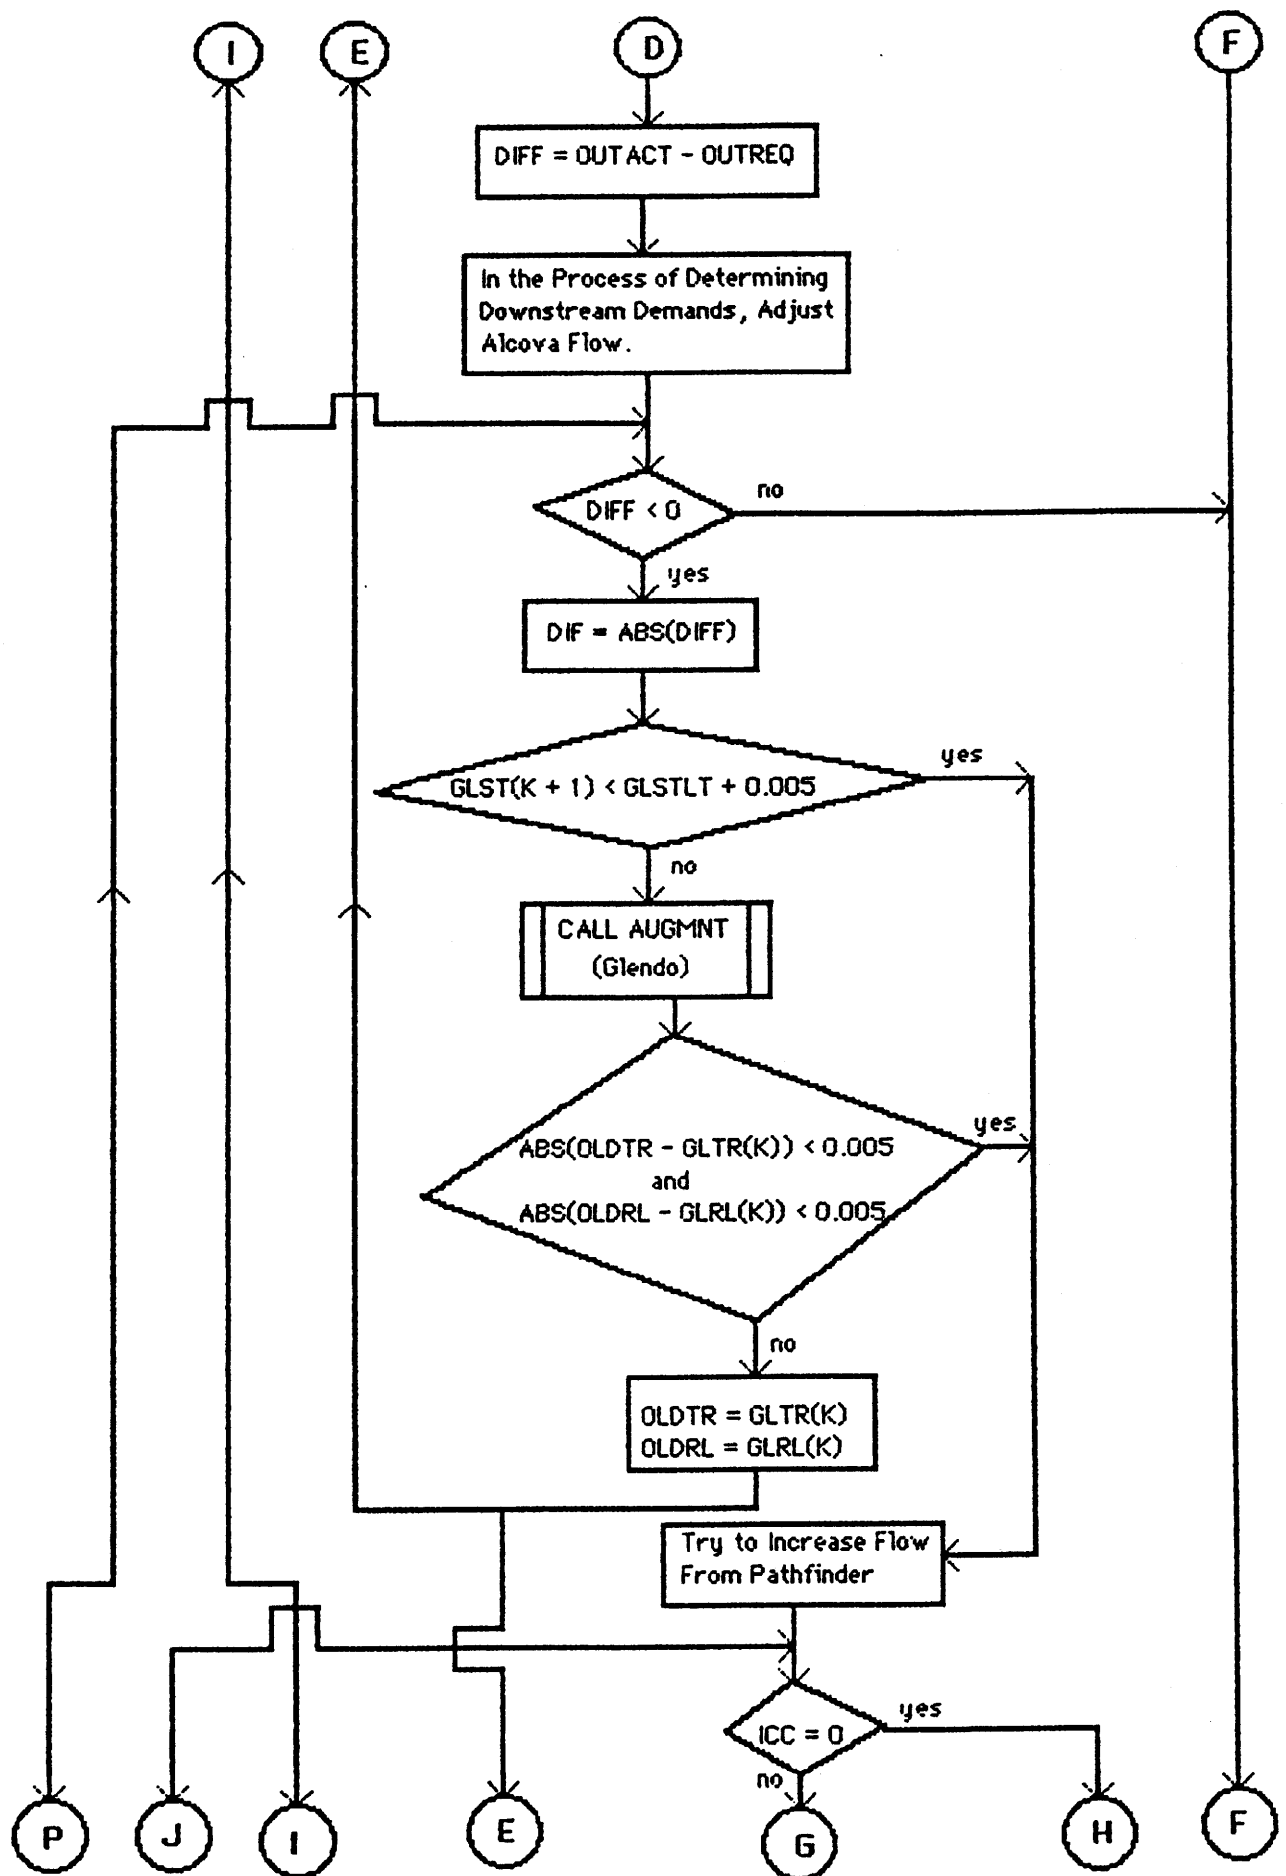 I
E
D
F
DIFF = OUTACT - OUTREQ
In the Process of Determining
Downstream Demands, Adjust
Alcova Flow.
DIFF < 0
no
yes
DIF = ABS(DIFF)
GLST(K + 1) < GLSTLT + 0.005
yes
no
CALL AUGMNT
(Glendo)
ABS(OLDTR - GLTR(K)) < 0.005
and
ABS(OLDRL - GLRL(K)) < 0.005
yes
no
OLDTR = GLTR(K)
OLDRL = GLRL(K)
Try to Increase Flow
From Pathfinder
ICC = 0
yes
no
P
J
I
E
G
H
F